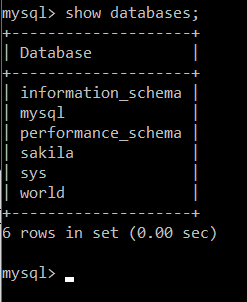 mysql> show databases;
+--------------------+
| Database           |
+--------------------+
| information_schema |
| mysql              |
| performance_schema |
| sakila             |
| sys                |
| world              |
+--------------------+
6 rows in set (0.00 sec)
mysql>